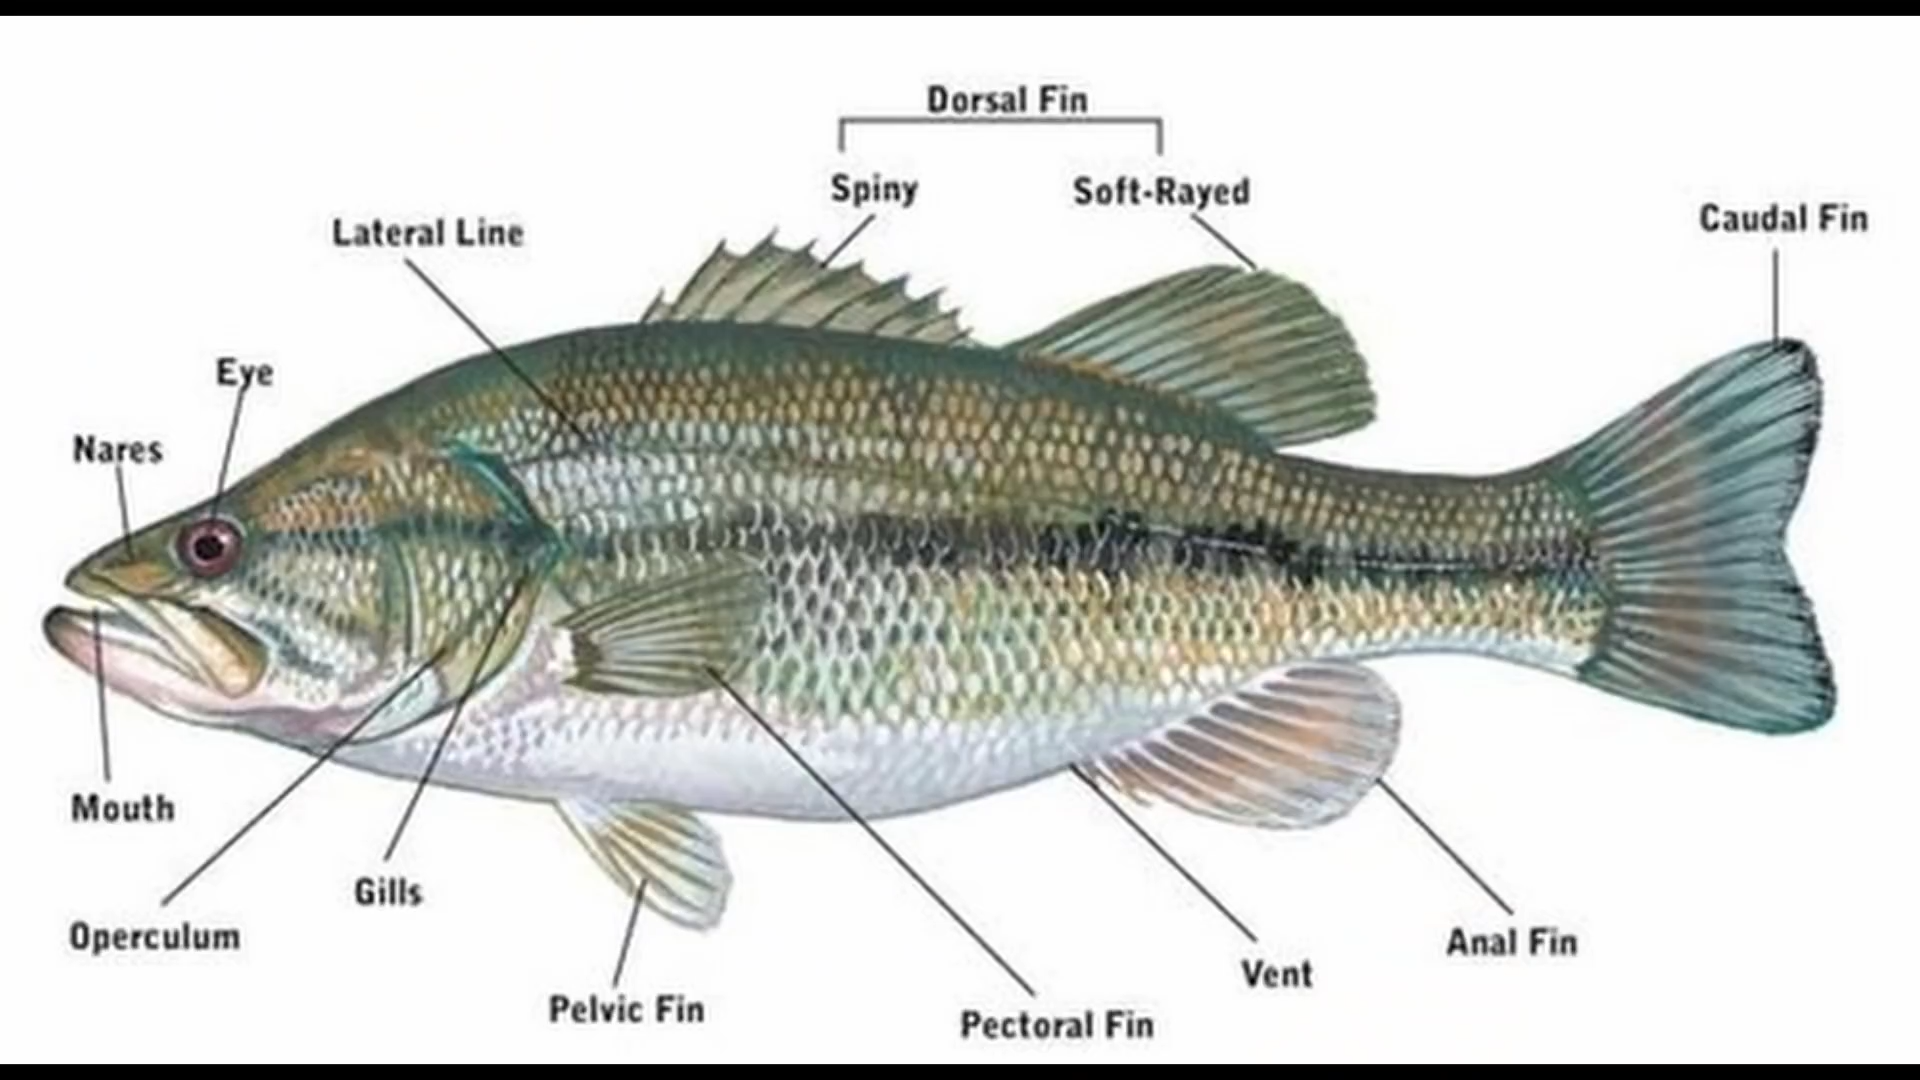 Dorsal Fin
Spiny
Soft-Rayed
Caudal Fin
Lateral Line
Eye
Nares
Mouth
Gills
Operculum
Pelvic Fin
Pectoral Fin
Vent
Anal Fin